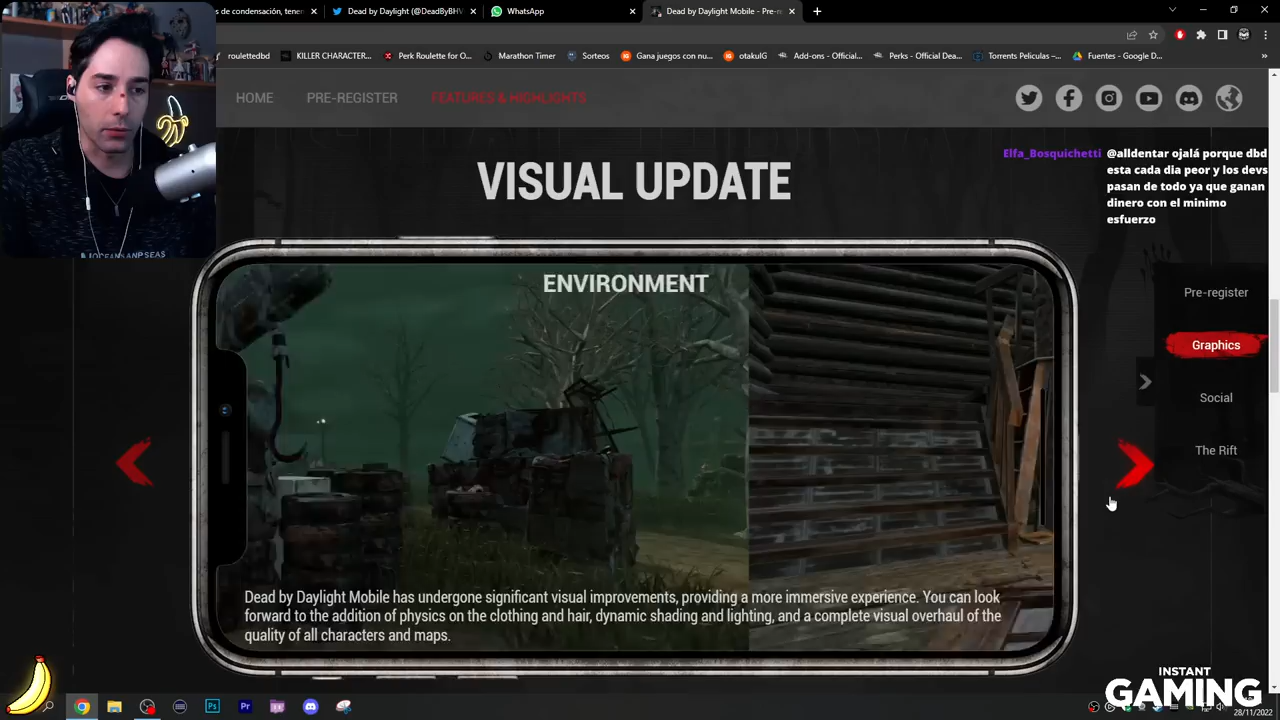 s de condensación, tenen
Dead by Daylight (@DeadByBHV
WhatsApp
Dead by Daylight Mobile - Pre-r
roulettedbd
KILLER CHARACTER...
Perk Roulette for O...
Marathon Timer
Sorteos
Gana juegos con nu...
otakuIG
Add-ons - Official...
Perks - Official Dea...
Torrents Peliculas –...
Fuentes - Google D...
HOME
PRE-REGISTER
FEATURES & HIGHLIGHTS
VISUAL UPDATE
Elfa_Bosquichetti @alldentar ojalá porque dbd
esta cada día peor y los devs
pasan de todo ya que ganan
dinero con el minimo
esfuerzo
ENVIRONMENT
Pre-register
Graphics
Social
The Rift
Dead by Daylight Mobile has undergone significant visual improvements, providing a more immersive experience. You can look
forward to the addition of physics on the clothing and hair, dynamic shading and lighting, and a complete visual overhaul of the
quality of all characters and maps.
INSTANT
GAMING
28/11/2022